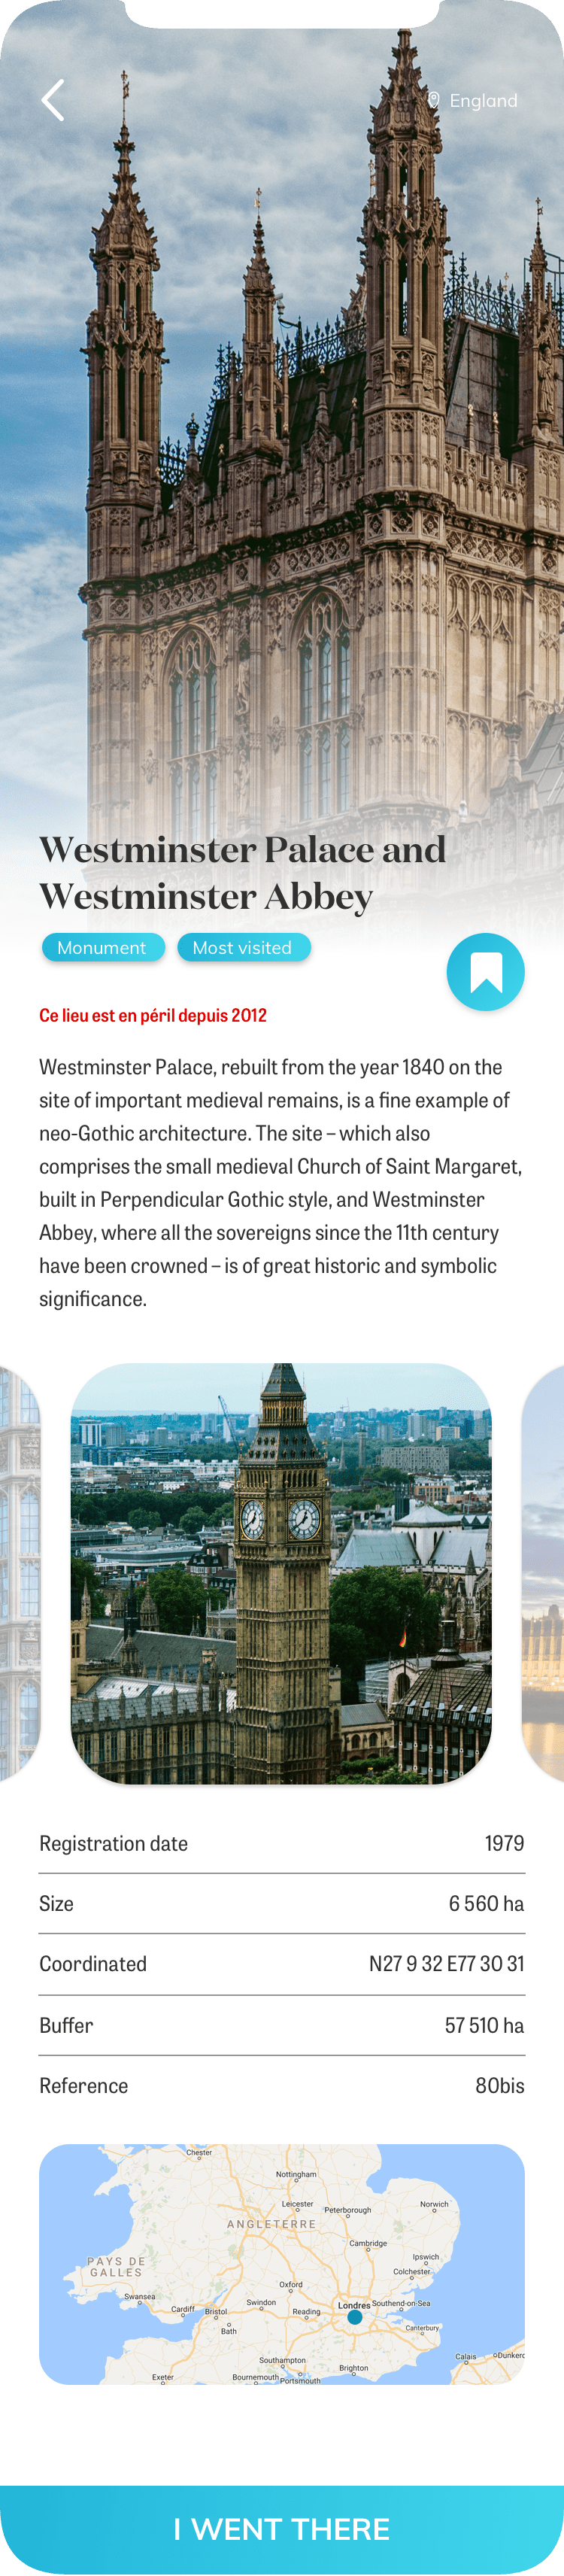 England
Westminster Palace and
Westminster Abbey
Monument Most visited
Ce lieu est en péril depuis 2012
Westminster Palace, rebuilt from the year 1840 on the
site of important medieval remains, is a fine example of
neo-Gothic architecture. The site – which also
comprises the small medieval Church of Saint Margaret,
built in Perpendicular Gothic style, and Westminster
Abbey, where all the sovereigns since the 11th century
have been crowned – is of great historic and symbolic
significance.
Registration date 1979
Size 6 560 ha
Coordinated N27 9 32 E77 30 31
Buffer 57 510 ha
Reference 80bis
Chester
Nottingham
Leicester
Peterborough
Norwich
ANGLETERRE
Cambridge
PAYS DE
GALLES
Ipswich
Colchester
Oxford
Swansea
Swindon
Londres
Southend-on-Sea
Cardiff
Bristol
Reading
Bath
Canterbury
Southampton
Calais
Dunkerc
Brighton
Exeter
Bournemouth
Portsmouth
I WENT THERE